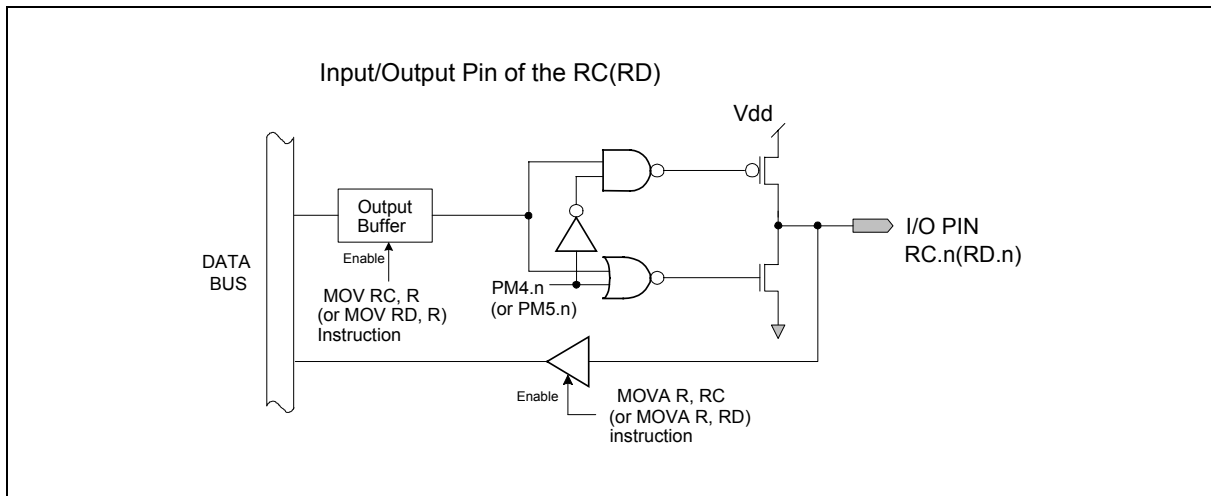 Input/Output Pin of the RC(RD)
Vdd
Output
Buffer
I/O PIN
RC.n(RD.n)
DATA
BUS
Enable
MOV RC, R
(or MOV RD, R)
Instruction
PM4.n
(or PM5.n)
Enable
MOVA R, RC
(or MOVA R, RD)
instruction